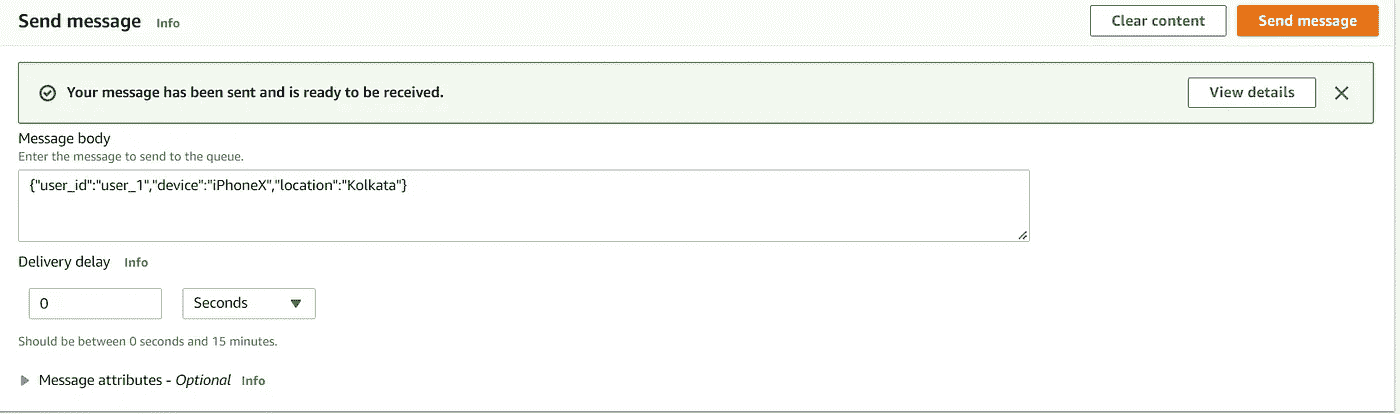 Send message Info Clear content Send message
Your message has been sent and is ready to be received. View details
Message body
Enter the message to send to the queue.
{"user_id":"user_1","device":"iPhoneX","location":"Kolkata"}
Delivery delay Info
0 Seconds
Should be between 0 seconds and 15 minutes.
Message attributes - Optional Info